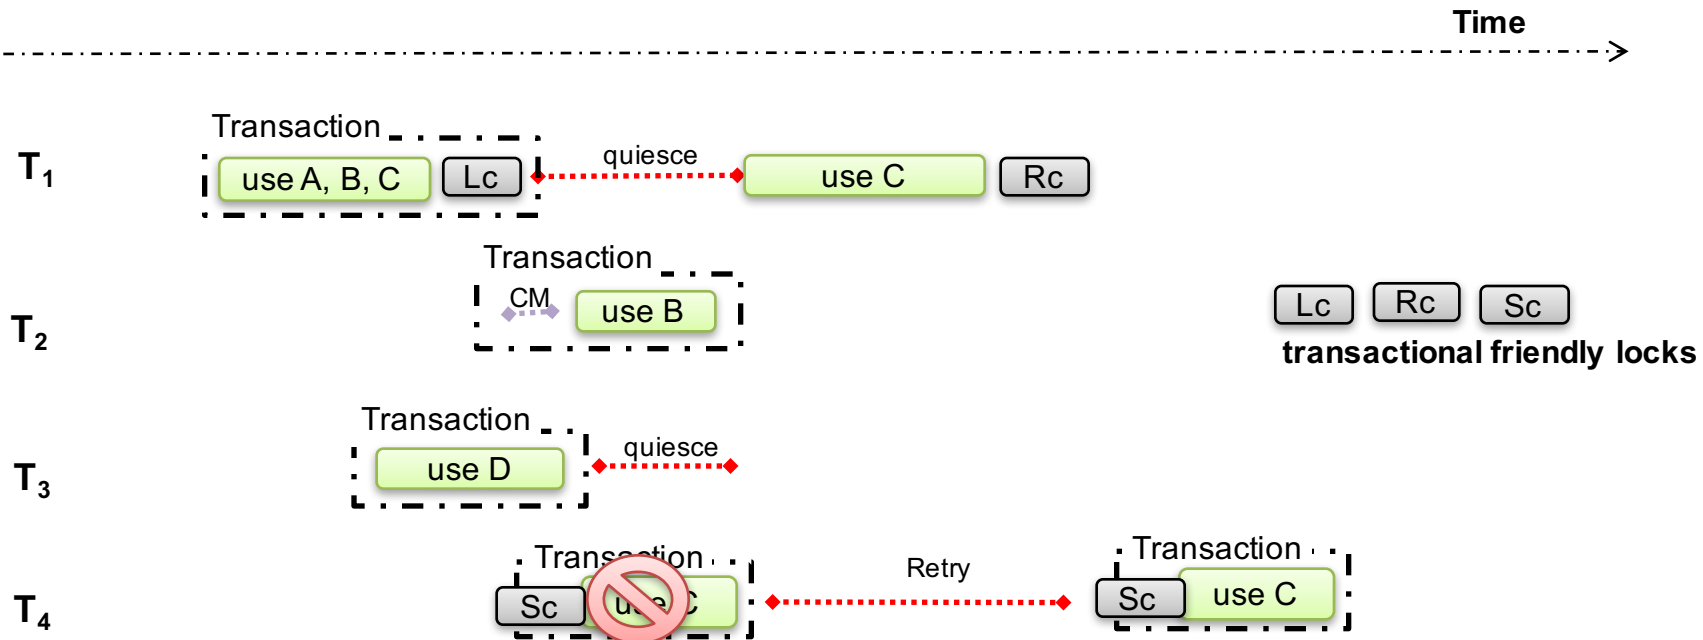 Time
T1
Transaction
use A, B, C
Lc
quiesce
use C
Rc
T2
Transaction
CM
use B
Lc
Rc
Sc
transactional friendly locks
T3
Transaction
use D
quiesce
T4
Transaction
Sc
use C
Retry
Transaction
Sc
use C